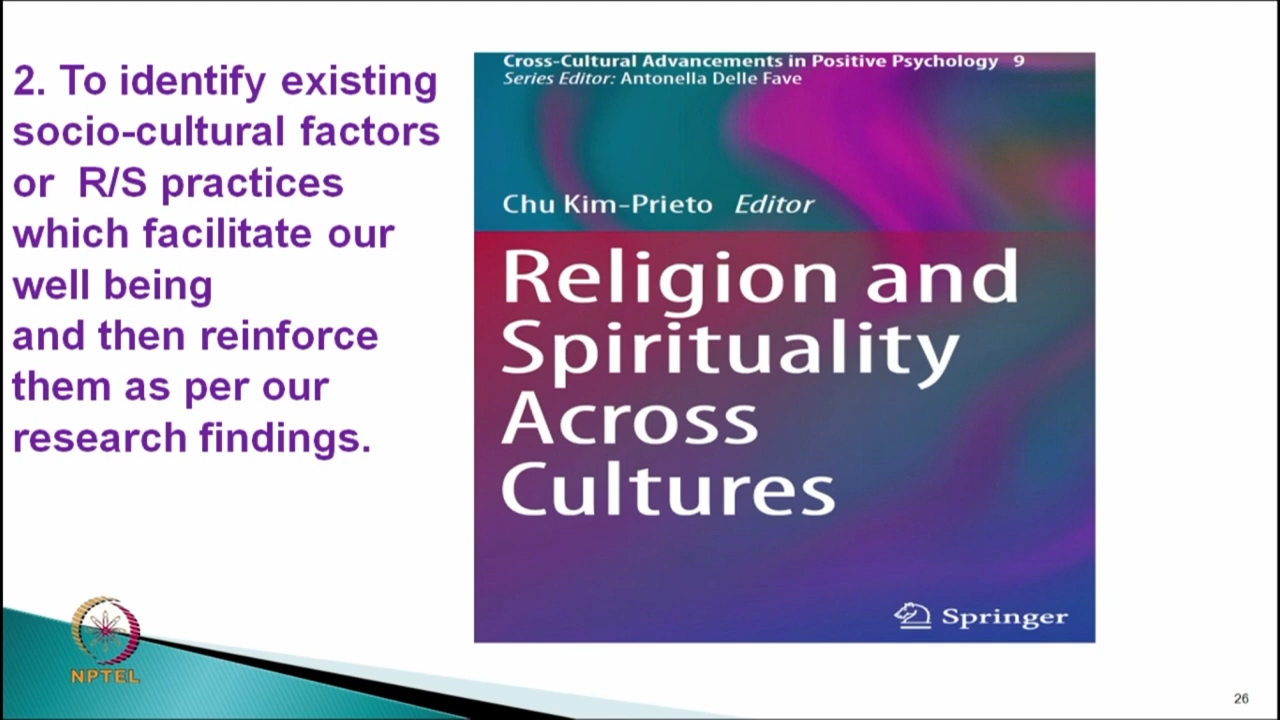 2. To identify existing
socio-cultural factors
or R/S practices
which facilitate our
well being
and then reinforce
them as per our
research findings.
Cross-Cultural Advancements in Positive Psychology 9
Series Editor: Antonella Delle Fave
Chu Kim-Prieto Editor
Religion and
Spirituality
Across
Cultures
Springer
NPTEL
26